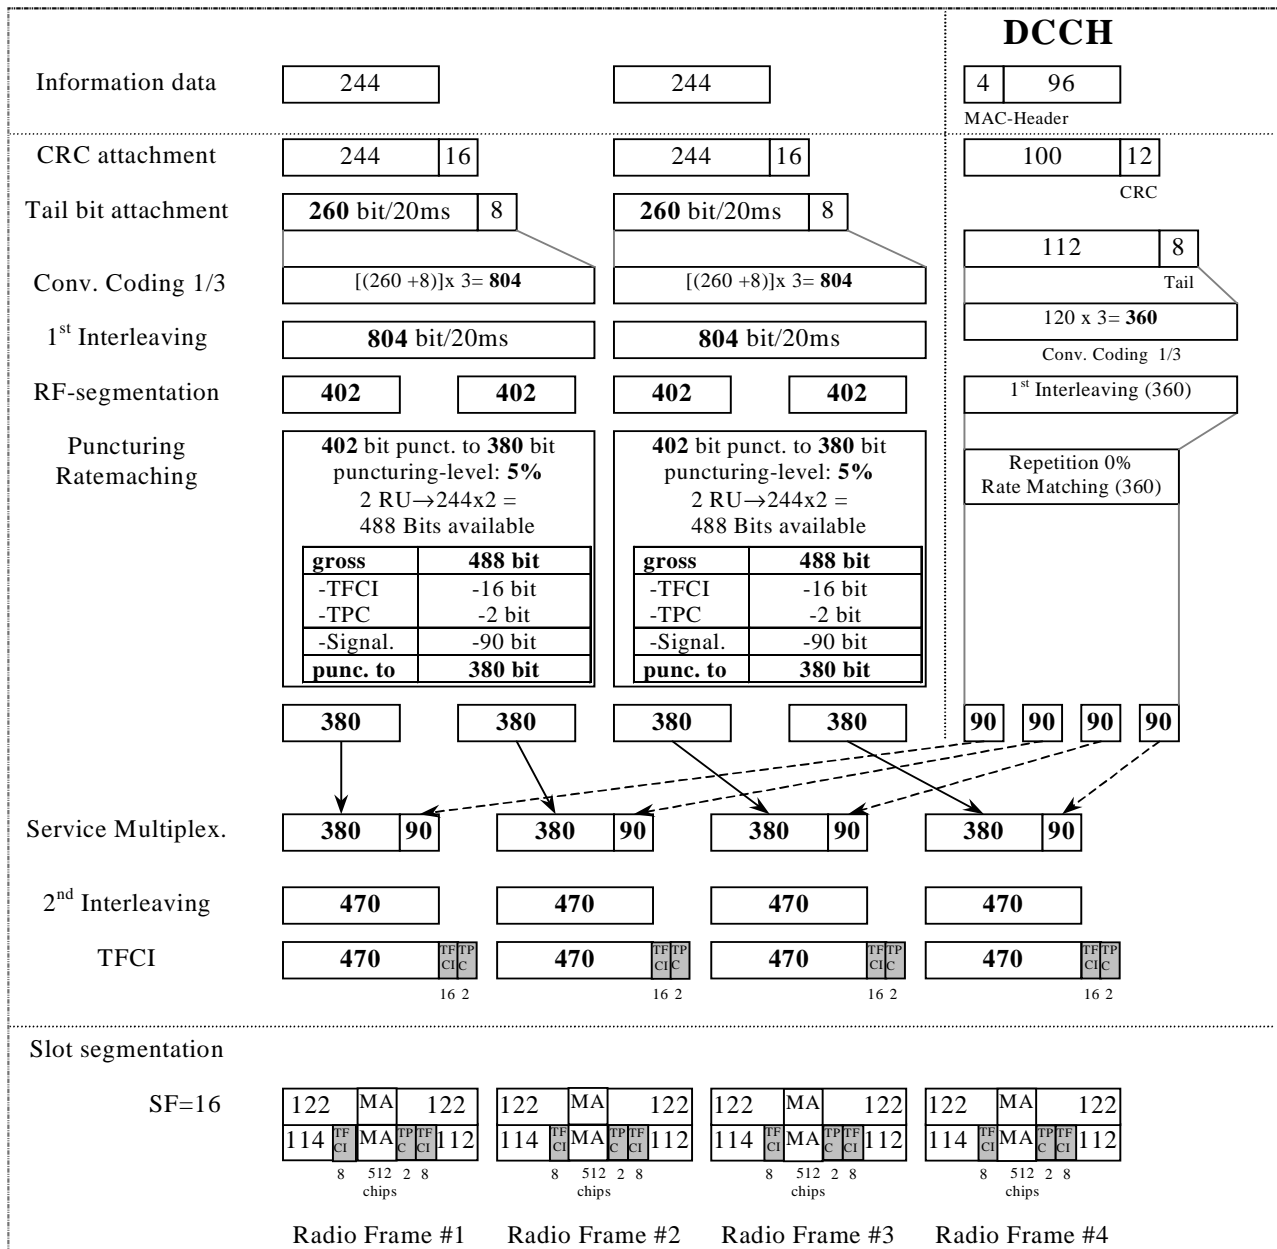 DCCH
Information data 244 244 4 96
MAC-Header
CRC attachment 244 16 244 16 100 12
CRC
Tail bit attachment 260 bit/20ms 8 260 bit/20ms 8
112 8
Tail
Conv. Coding 1/3 [(260 +8)]x 3= 804 [(260 +8)]x 3= 804
120 x 3= 360
Conv. Coding 1/3
1st Interleaving 804 bit/20ms 804 bit/20ms
RF-segmentation 402 402 402 402 1st Interleaving (360)
Puncturing
Ratemaching
402 bit punct. to 380 bit
puncturing-level: 5%
2 RU→244x2 =
488 Bits available
gross 488 bit
-TFCI -16 bit
-TPC -2 bit
-Signal. -90 bit
punc. to 380 bit
402 bit punct. to 380 bit
puncturing-level: 5%
2 RU→244x2 =
488 Bits available
gross 488 bit
-TFCI -16 bit
-TPC -2 bit
-Signal. -90 bit
punc. to 380 bit
Repetition 0%
Rate Matching (360)
380 380 380 380 90 90 90 90
Service Multiplex. 380 90 380 90 380 90 380 90
2nd Interleaving 470 470 470 470
TFCI 470 TFCI TPC 470 TFCI TPC 470 TFCI TPC 470 TFCI TPC
16 2 16 2 16 2 16 2
Slot segmentation
SF=16 122 MA 122 122 MA 122 122 MA 122 122 MA 122
114 TFCI MA TPC TFCI 112 114 TFCI MA TPC TFCI 112 114 TFCI MA TPC TFCI 112 114 TFCI MA TPC TFCI 112
8 512 2 8 8 512 2 8 8 512 2 8 8 512 2 8
chips chips chips chips
Radio Frame #1 Radio Frame #2 Radio Frame #3 Radio Frame #4